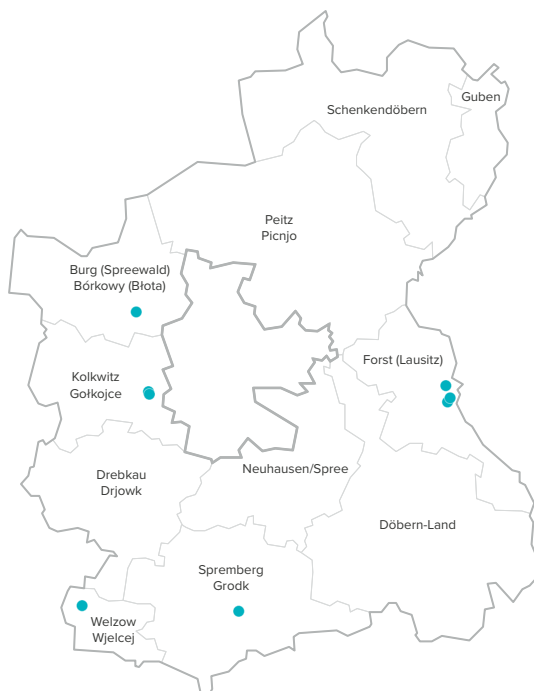 Guben
Schenkendöbern
Peitz
Picnjo
Burg (Spreewald)
Bórkowy (Błota)
Forst (Lausitz)
Kolkwitz
Gołkojce
Neuhausen/Spree
Drebkau
Drjowk
Döbern-Land
Spremberg
Grodk
Welzow
Wjelcej